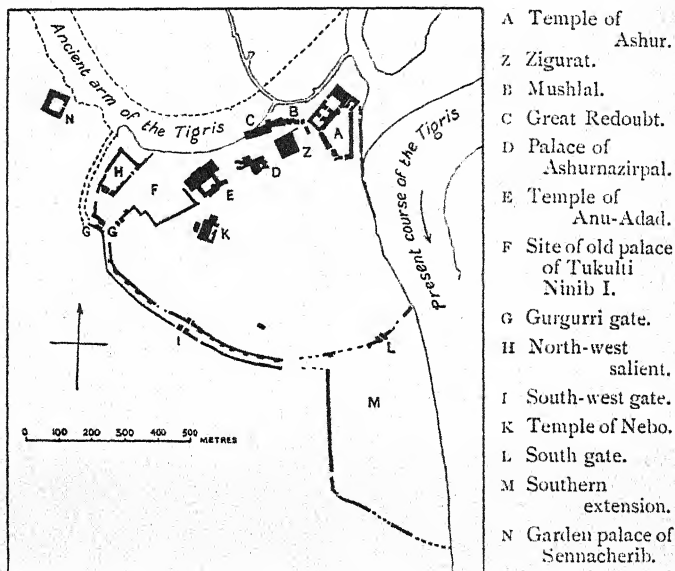 Ancient arm of the Tigris
Present course of the Tigris
N
B
C
A
Z
D
H
F
E
K
G
G
I
L
M
0 100 200 300 400 500 METRES
A Temple of
Ashur.
Z Zigurat.
B Mushlal.
C Great Redoubt.
D Palace of
Ashurnazirpal.
E Temple of
Anu-Adad.
F Site of old palace
of Tukulti
Ninib I.
G Gurgurri gate.
H North-west
salient.
I South-west gate.
K Temple of Nebo.
L South gate.
M Southern
extension.
N Garden palace of
Sennacherib.